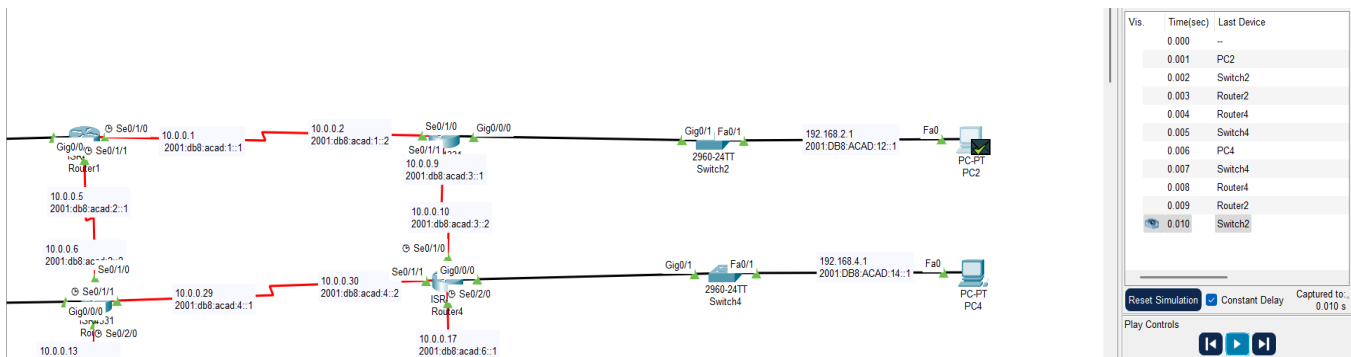 Se0/1/0
10.0.0.1
2001:db8:acad:1::1
10.0.0.2
2001:db8:acad:1::2
Se0/1/0
Gig0/0/0
Gig0/1
Fa0/1
192.168.2.1
2001:DB8:ACAD:12::1
Fa0
Se0/1/1
Router1
Se0/1/1
2960-24TT
Switch2
PC-PT
PC2
10.0.0.9
2001:db8:acad:3::1
10.0.0.5
2001:db8:acad:2::1
10.0.0.10
2001:db8:acad:3::2
10.0.0.6
Se0/1/0
Se0/1/0
Se0/1/1
Gig0/0/0
Gig0/1
Fa0/1
192.168.4.1
2001:DB8:ACAD:14::1
Fa0
Se0/1/1
Gig0/0/0
10.0.0.29
2001:db8:acad:4::1
10.0.0.30
2001:db8:acad:4::2
Se0/2/0
Router4
2960-24TT
Switch4
PC-PT
PC4
Se0/2/0
10.0.0.13
10.0.0.17
2001:db8:acad:6::1
Vis. Time(sec) Last Device
0.000 --
0.001 PC2
0.002 Switch2
0.003 Router2
0.004 Router4
0.005 Switch4
0.006 PC4
0.007 Switch4
0.008 Router4
0.009 Router2
0.010 Switch2
Reset Simulation Constant Delay Captured to:
0.010 s
Play Controls